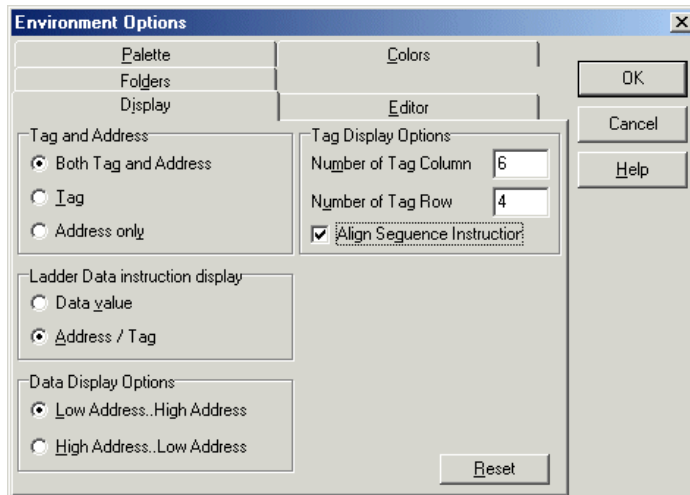 Environment Options
Palette
Colors
Folders
Display
Editor
OK
Cancel
Help
Tag and Address
Both Tag and Address
Tag
Address only
Tag Display Options
Number of Tag Column 6
Number of Tag Row 4
Align Sequence Instruction
Ladder Data instruction display
Data value
Address / Tag
Data Display Options
Low Address..High Address
High Address..Low Address
Reset